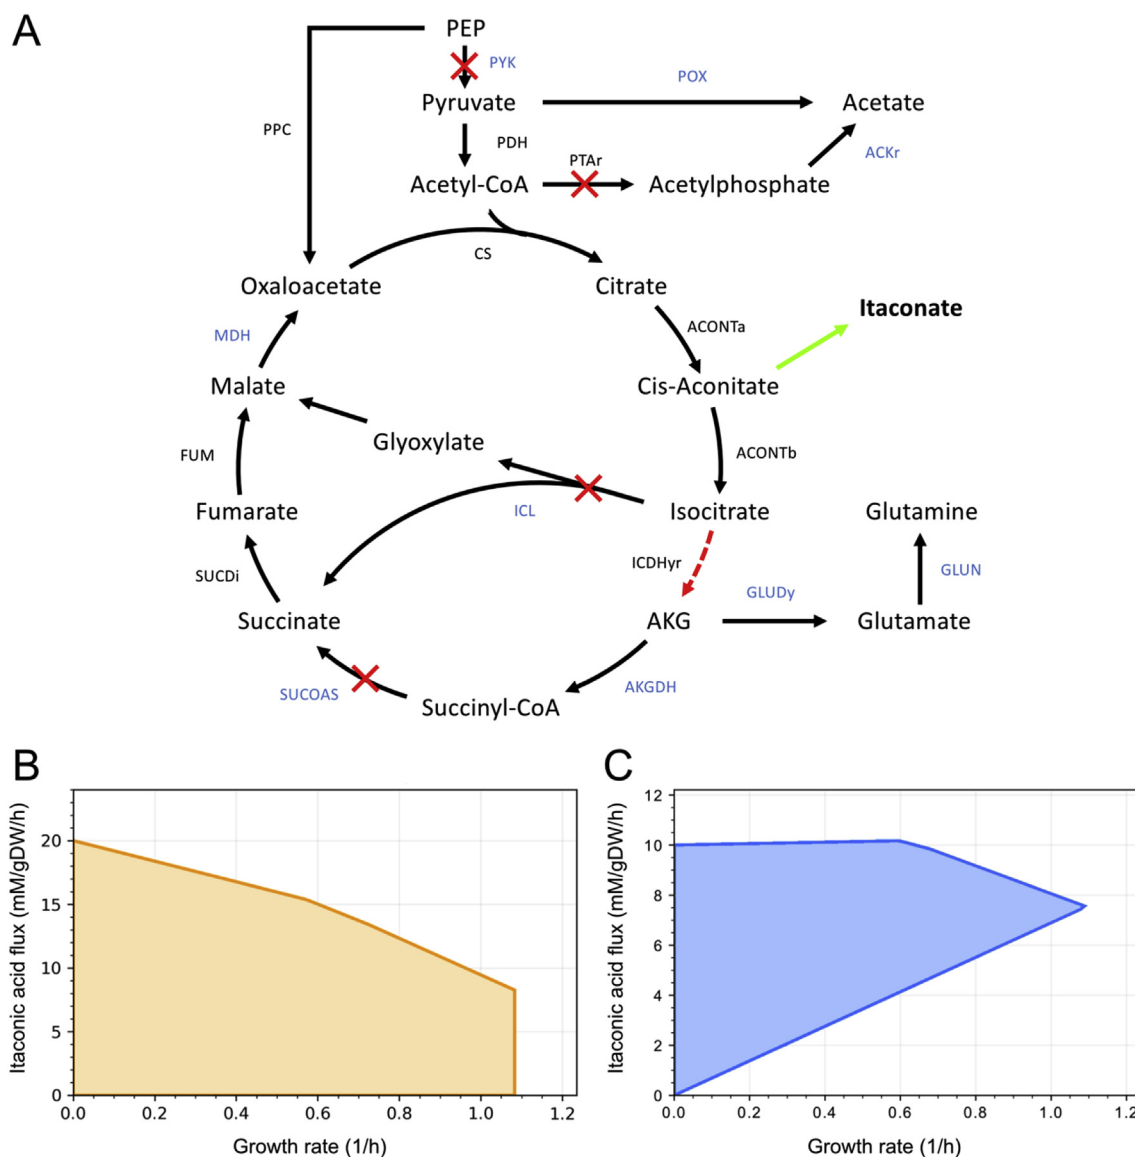 A
PEP
PYK
Pyruvate
POX
Acetate
PPC
PDH
PTAr
ACKr
Acetyl-CoA
Acetylphosphate
CS
Oxaloacetate
Citrate
Itaconate
MDH
ACONTa
Malate
Cis-Aconitate
Glyoxylate
FUM
ACONTb
Fumarate
ICL
Isocitrate
Glutamine
SUCDi
ICDHyr
GLUDy
GLUN
Succinate
AKG
Glutamate
SUCOAS
AKGDH
Succinyl-CoA
B
Itaconic acid flux (mM/gDW/h)
20
15
10
5
0
0.0 0.2 0.4 0.6 0.8 1.0 1.2
Growth rate (1/h)
C
Itaconic acid flux (mM/gDW/h)
12
10
8
6
4
2
0
0.0 0.2 0.4 0.6 0.8 1.0 1.2
Growth rate (1/h)